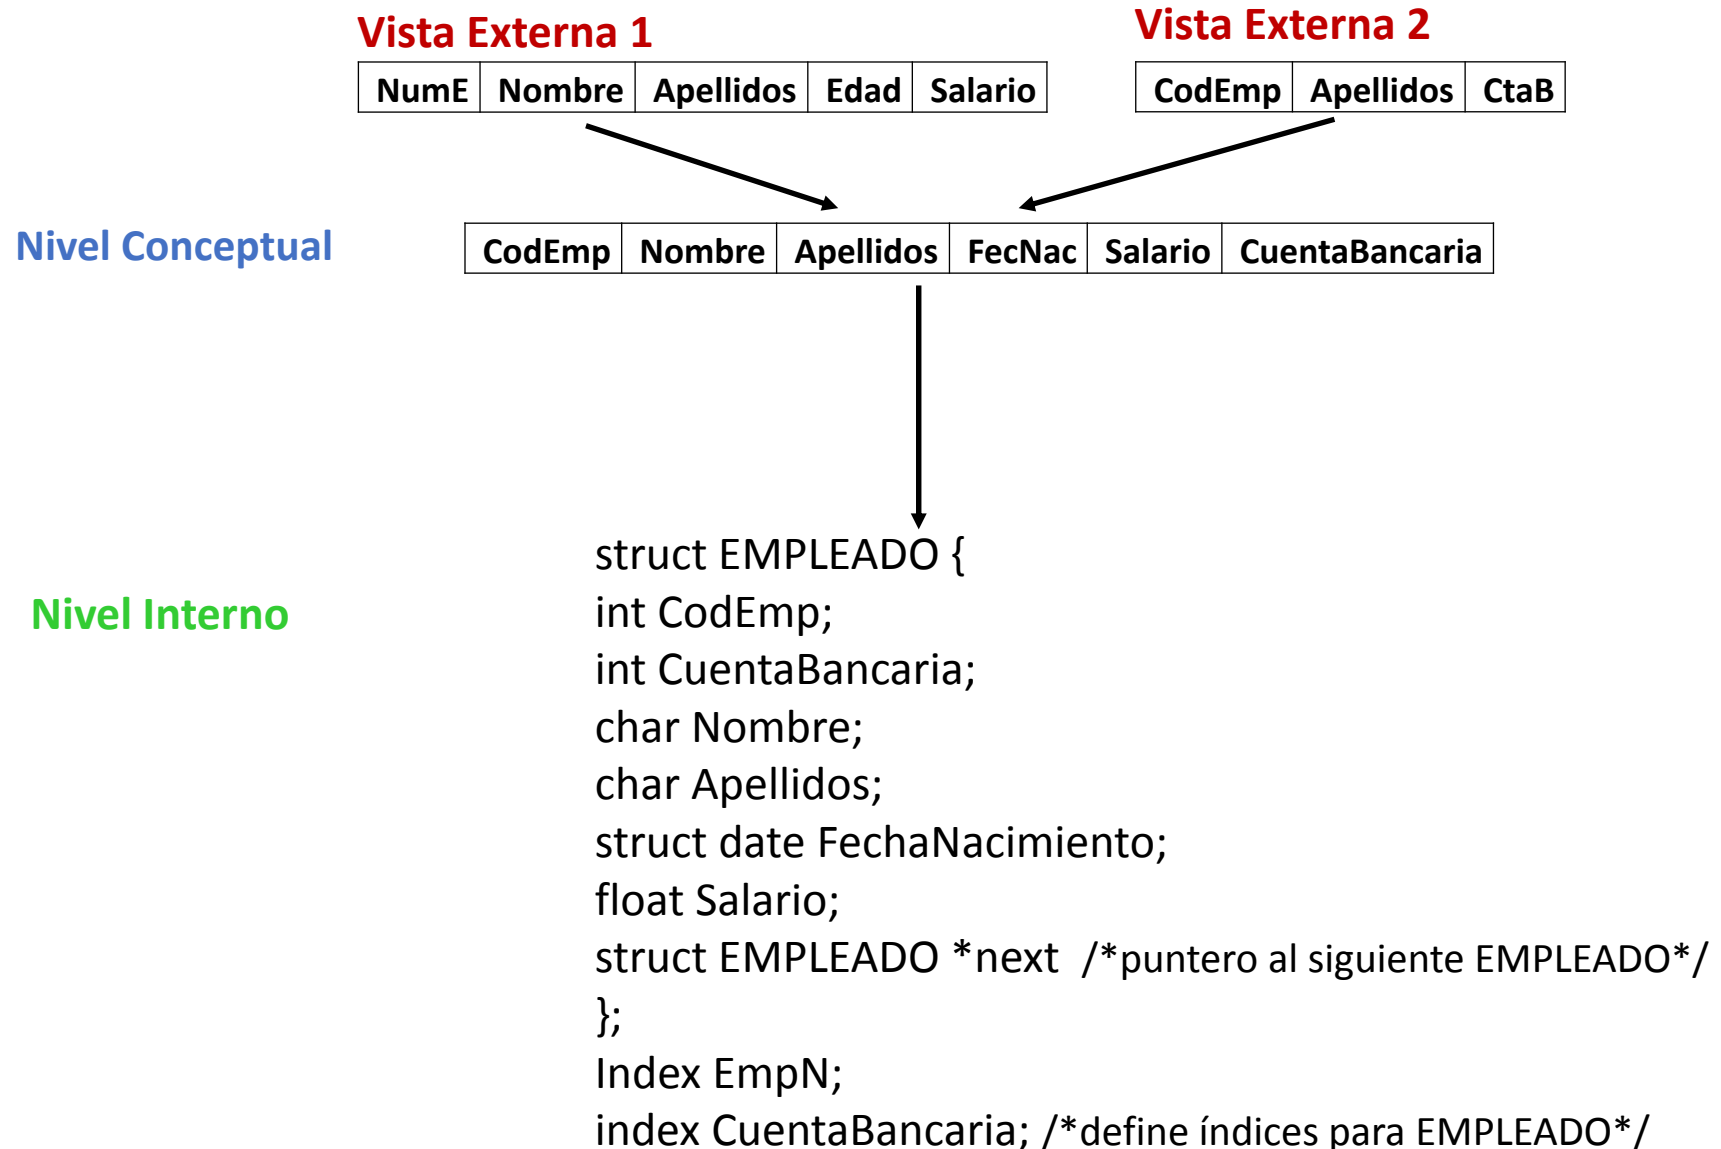 Vista Externa 1
Vista Externa 2
NumE Nombre Apellidos Edad Salario
CodEmp Apellidos CtaB
Nivel Conceptual
CodEmp Nombre Apellidos FecNac Salario CuentaBancaria
Nivel Interno
struct EMPLEADO {
int CodEmp;
int CuentaBancaria;
char Nombre;
char Apellidos;
struct date FechaNacimiento;
float Salario;
struct EMPLEADO *next /*puntero al siguiente EMPLEADO*/
};
Index EmpN;
index CuentaBancaria; /*define índices para EMPLEADO*/